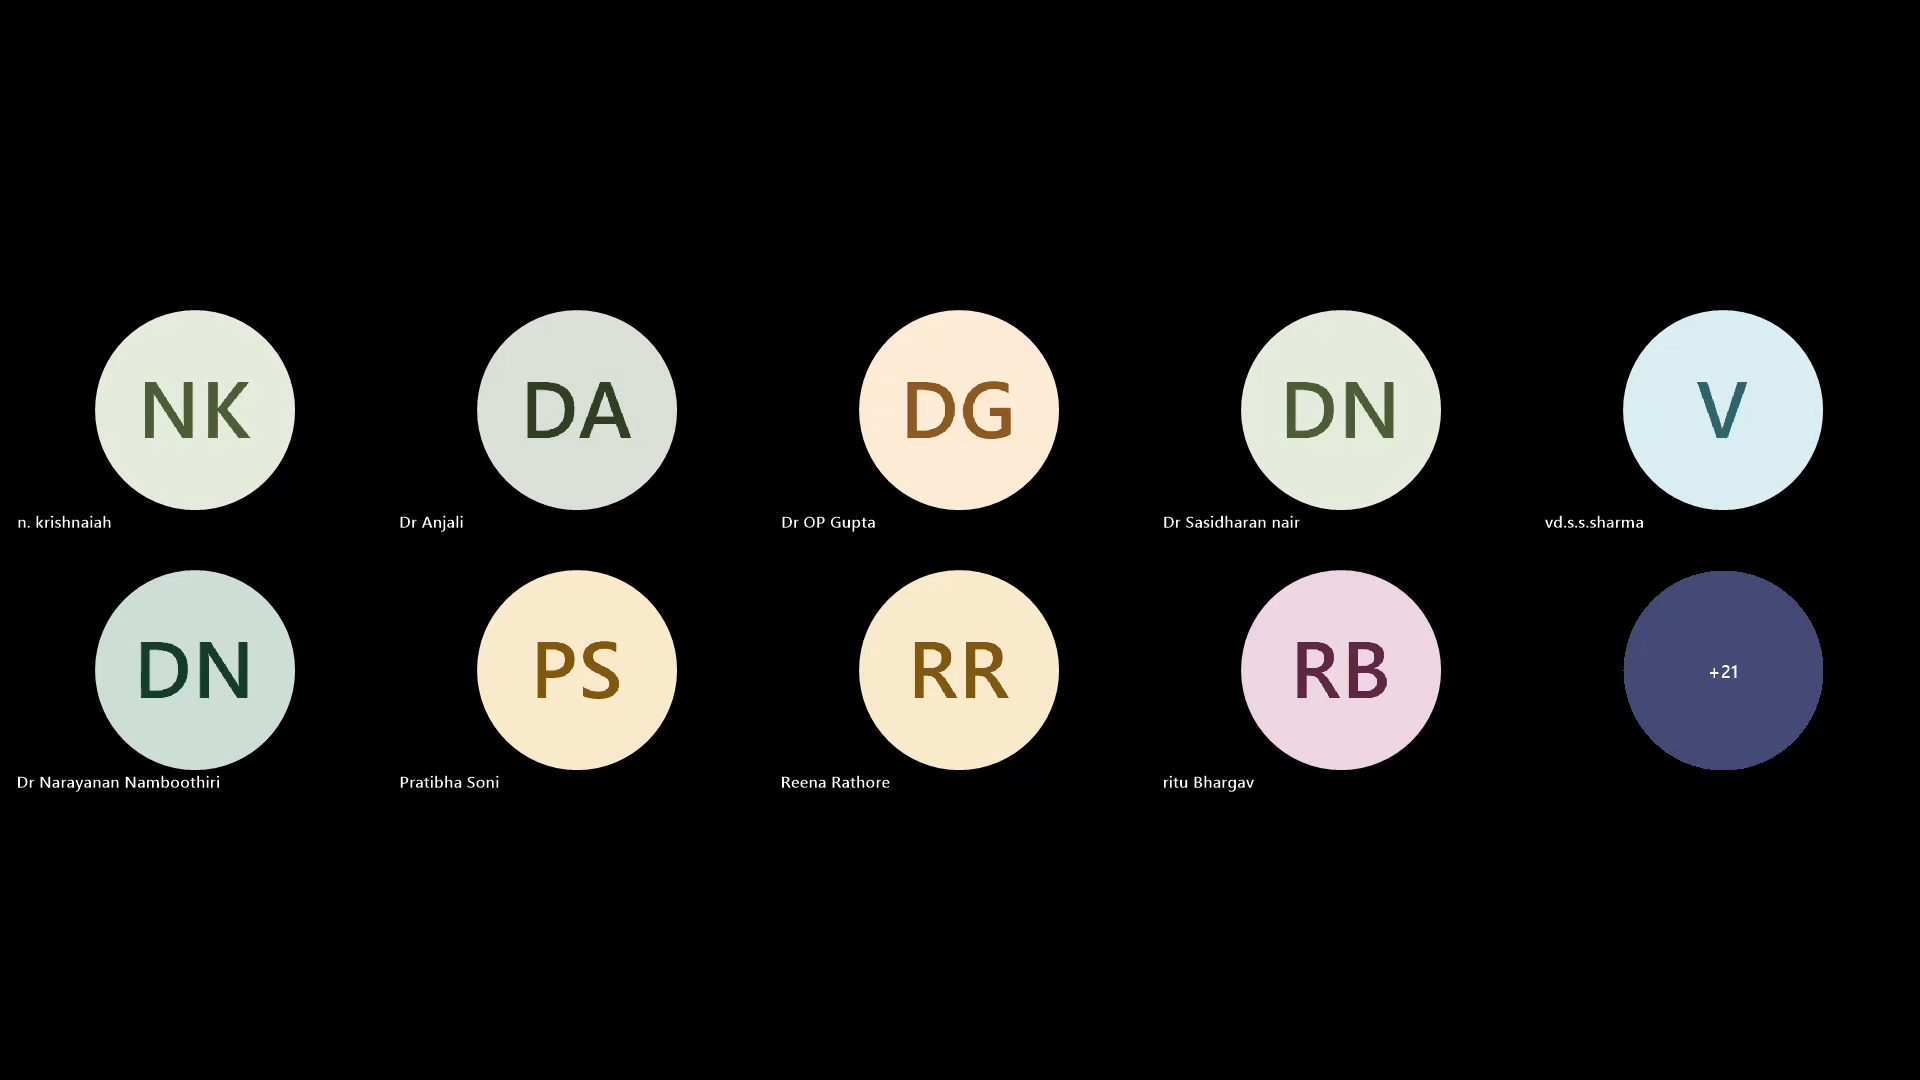 NK
DA
DG
DN
V
n. krishnaiah
Dr Anjali
Dr OP Gupta
Dr Sasidharan nair
vd.s.s.sharma
DN
PS
RR
RB
+21
Dr Narayanan Namboothiri
Pratibha Soni
Reena Rathore
ritu Bhargav